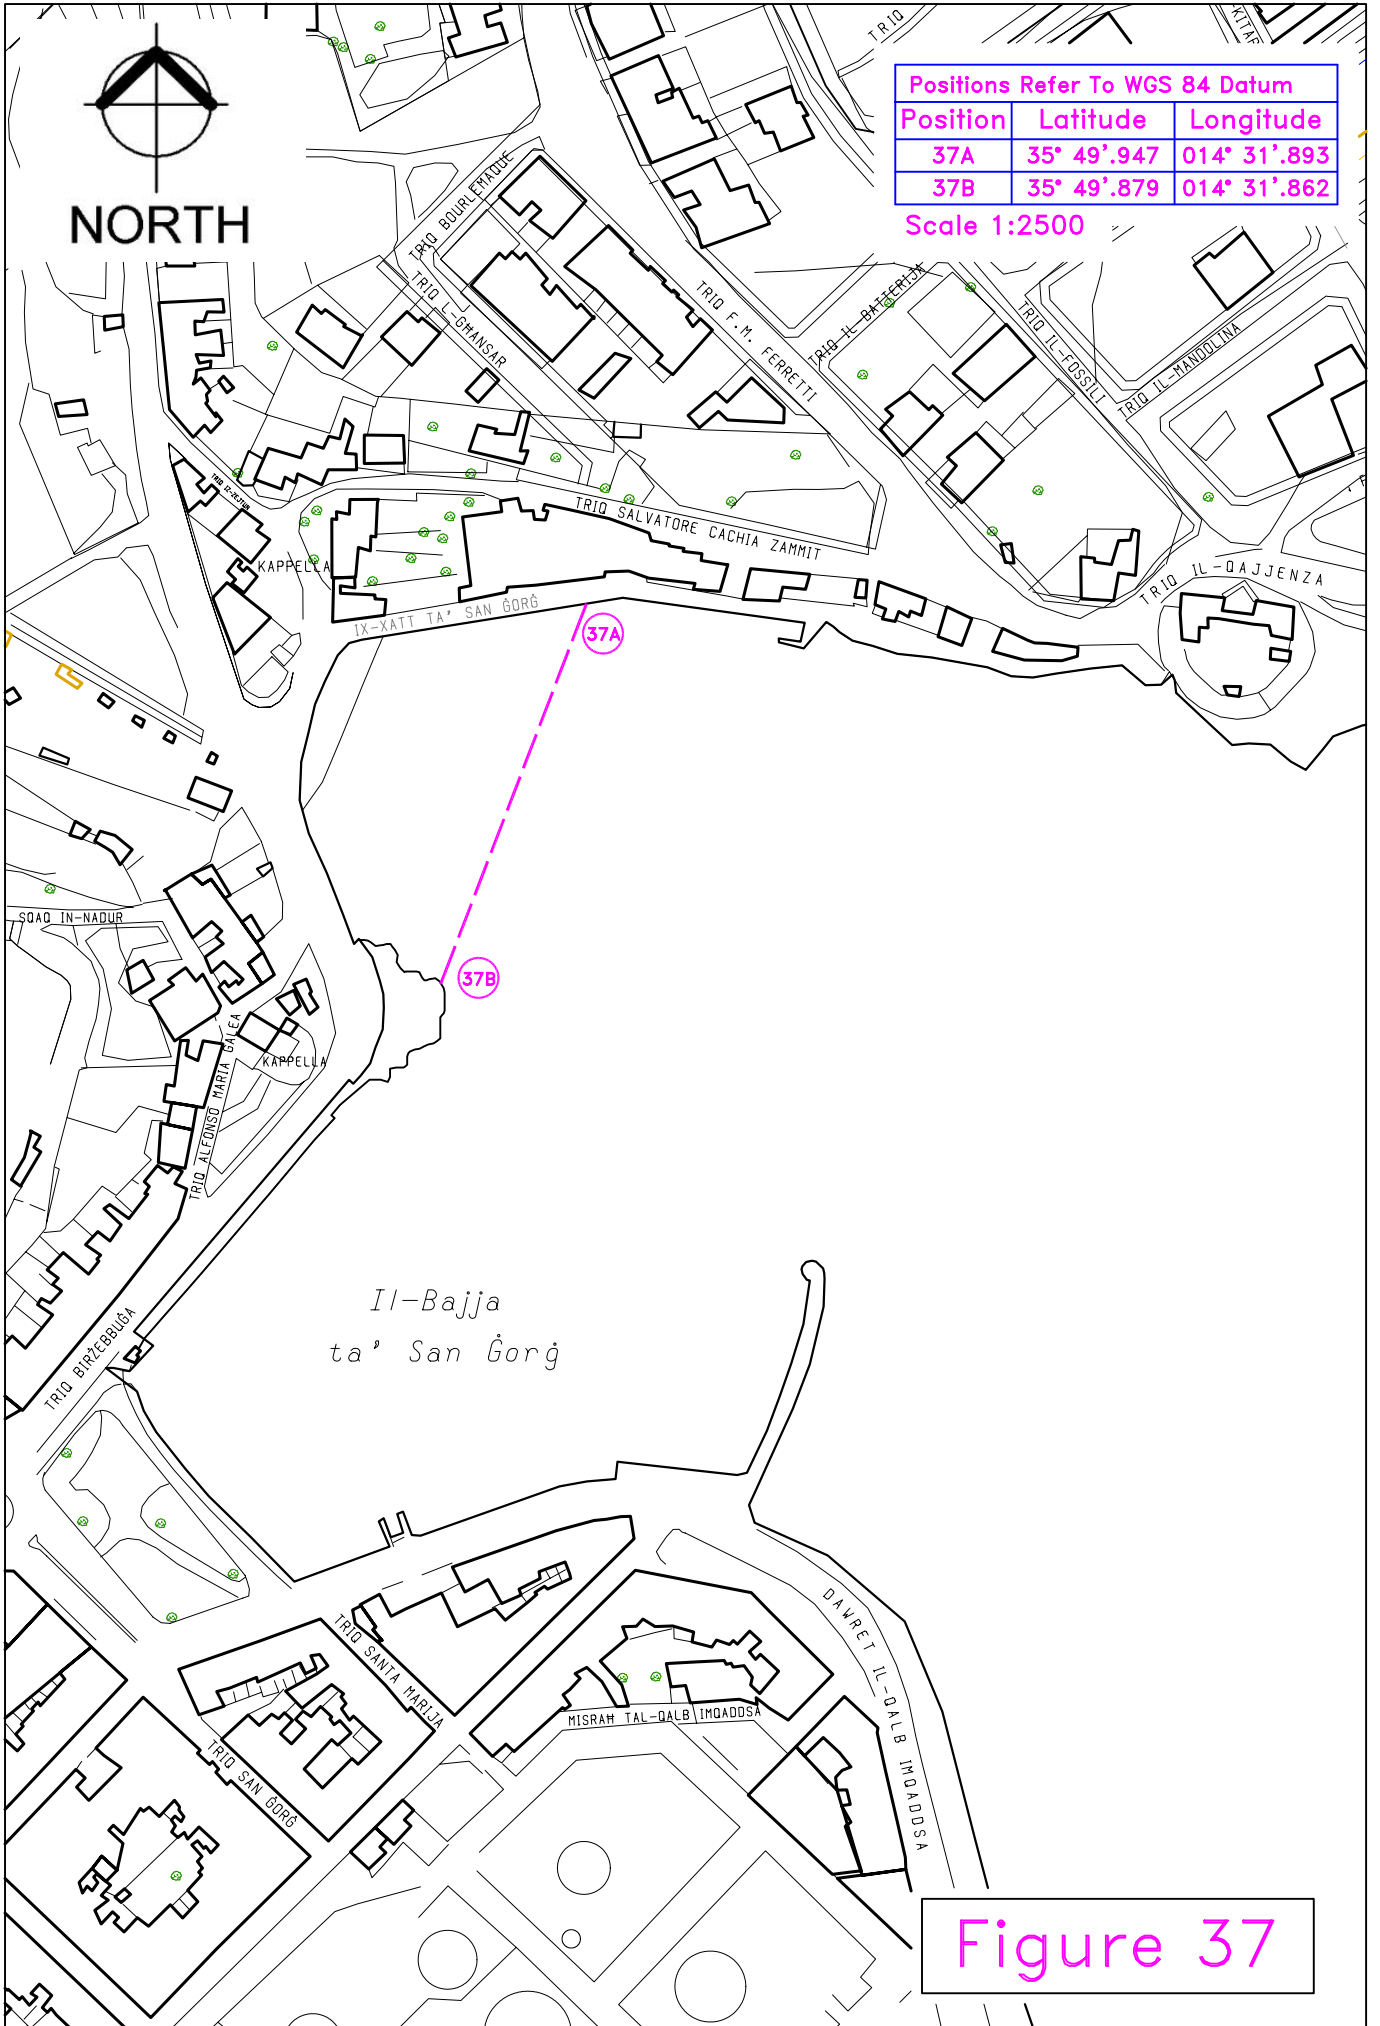 NORTH
Positions Refer To WGS 84 Datum
Position Latitude Longitude
37A 35° 49'.947 014° 31'.893
37B 35° 49'.879 014° 31'.862
Scale 1:2500
TRIQ
TRIQ BOURLEMAQUE
TRIQ L-GĦANSAR
TRIQ F.M. FERRETTI
TRIQ IL BATTERIJA
TRIQ IL-FOSSILI
TRIQ IL-MANDOLINA
TRIQ IZ-ZEJTUN
TRIQ SALVATORE CACHIA ZAMMIT
KAPPELLA
TRIQ IL-QAJJENZA
IX-XATT TA' SAN ĠORĠ
37A
SQAQ IN-NADUR
37B
KAPPELLA
TRIQ ALFONSO MARIA GALEA
Il-Bajja
ta' San Ġorġ
TRIQ BIRŻEBBUĠA
TRIQ SANTA MARIJA
DAWRET IL-QALB IMQADDSA
MISRAĦ TAL-QALB IMQADDSA
TRIQ SAN ĠORĠ
Figure 37